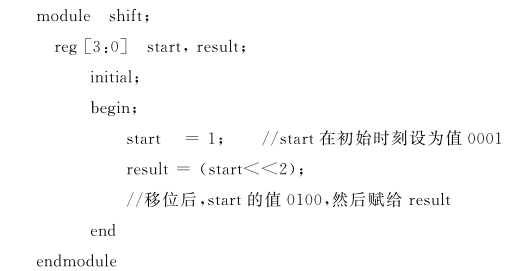 module shift;
reg [3:0] start, result;
initial;
begin;
start = 1; //start 在初始时刻设为值 0001
result = (start<<2);
//移位后,start 的值 0100,然后赋给 result
end
endmodule